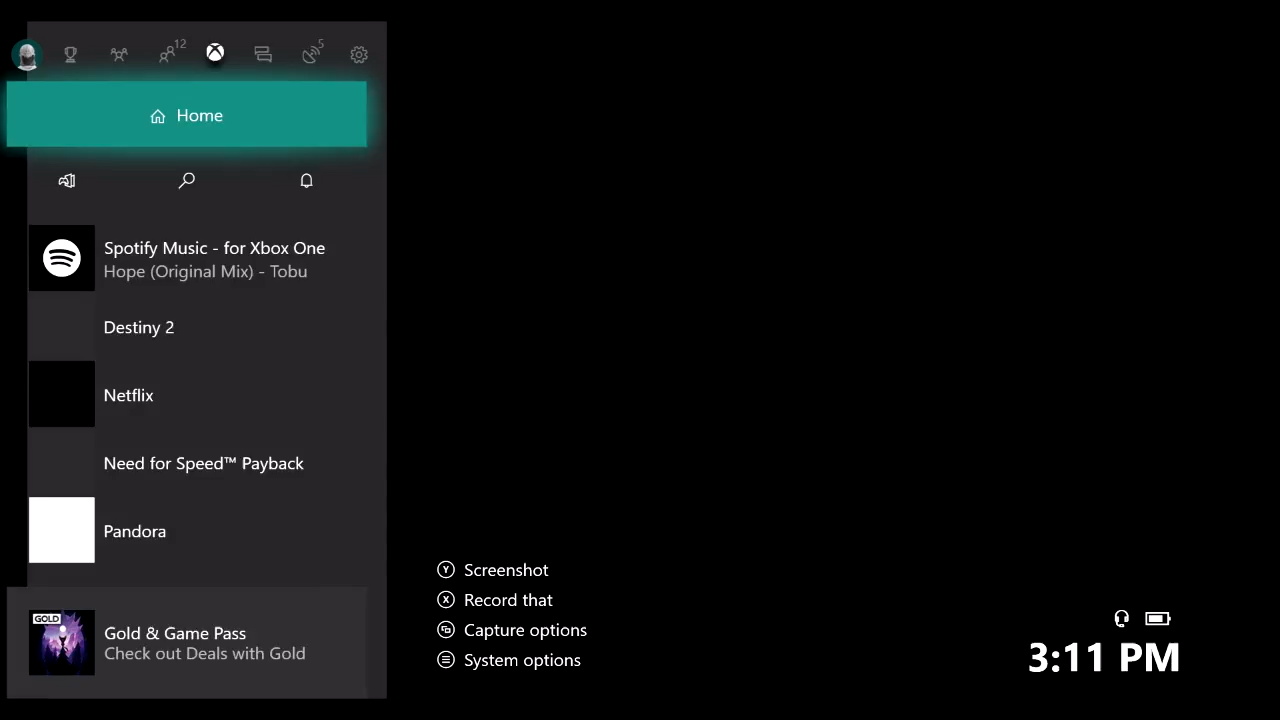 12
5
Home
Spotify Music - for Xbox One
Hope (Original Mix) - Tobu
Destiny 2
Netflix
Need for Speed™ Payback
Pandora
GOLD
Gold & Game Pass
Check out Deals with Gold
Y Screenshot
X Record that
Capture options
System options
3:11 PM